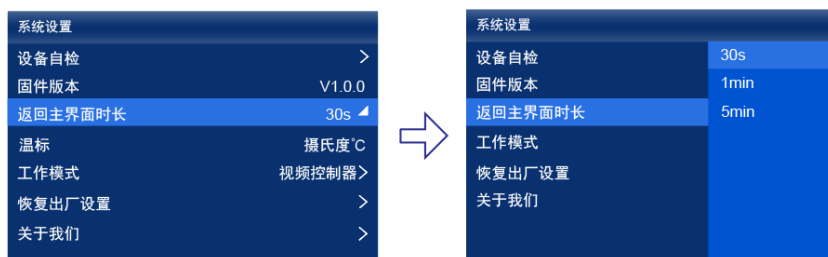 系统设置
设备自检 >
固件版本 V1.0.0
返回主界面时长 30s
温标 摄氏度℃
工作模式 视频控制器>
恢复出厂设置 >
关于我们 >
系统设置
设备自检
固件版本
返回主界面时长
工作模式
恢复出厂设置
关于我们
30s
1min
5min